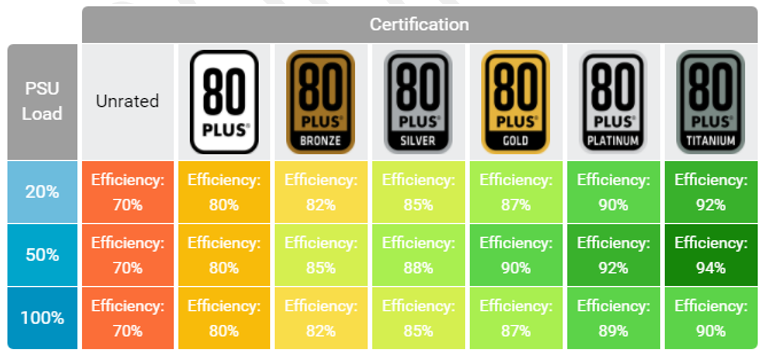 Certification
PSU
Load
Unrated
80
PLUS®
80
PLUS®
BRONZE
80
PLUS®
SILVER
80
PLUS®
GOLD
80
PLUS®
PLATINUM
80
PLUS®
TITANIUM
20%
Efficiency:
70%
Efficiency:
80%
Efficiency:
82%
Efficiency:
85%
Efficiency:
87%
Efficiency:
90%
Efficiency:
92%
50%
Efficiency:
70%
Efficiency:
80%
Efficiency:
85%
Efficiency:
88%
Efficiency:
90%
Efficiency:
92%
Efficiency:
94%
100%
Efficiency:
70%
Efficiency:
80%
Efficiency:
82%
Efficiency:
85%
Efficiency:
87%
Efficiency:
89%
Efficiency:
90%